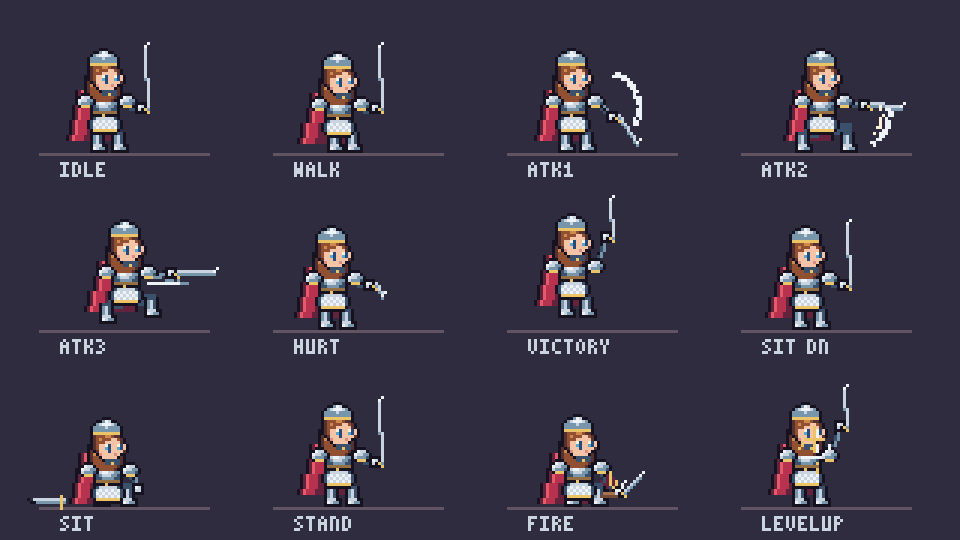 IDLE
WALK
ATK1
ATK2
ATK3
HURT
VICTORY
SIT DN
SIT
STAND
FIRE
LEVELUP